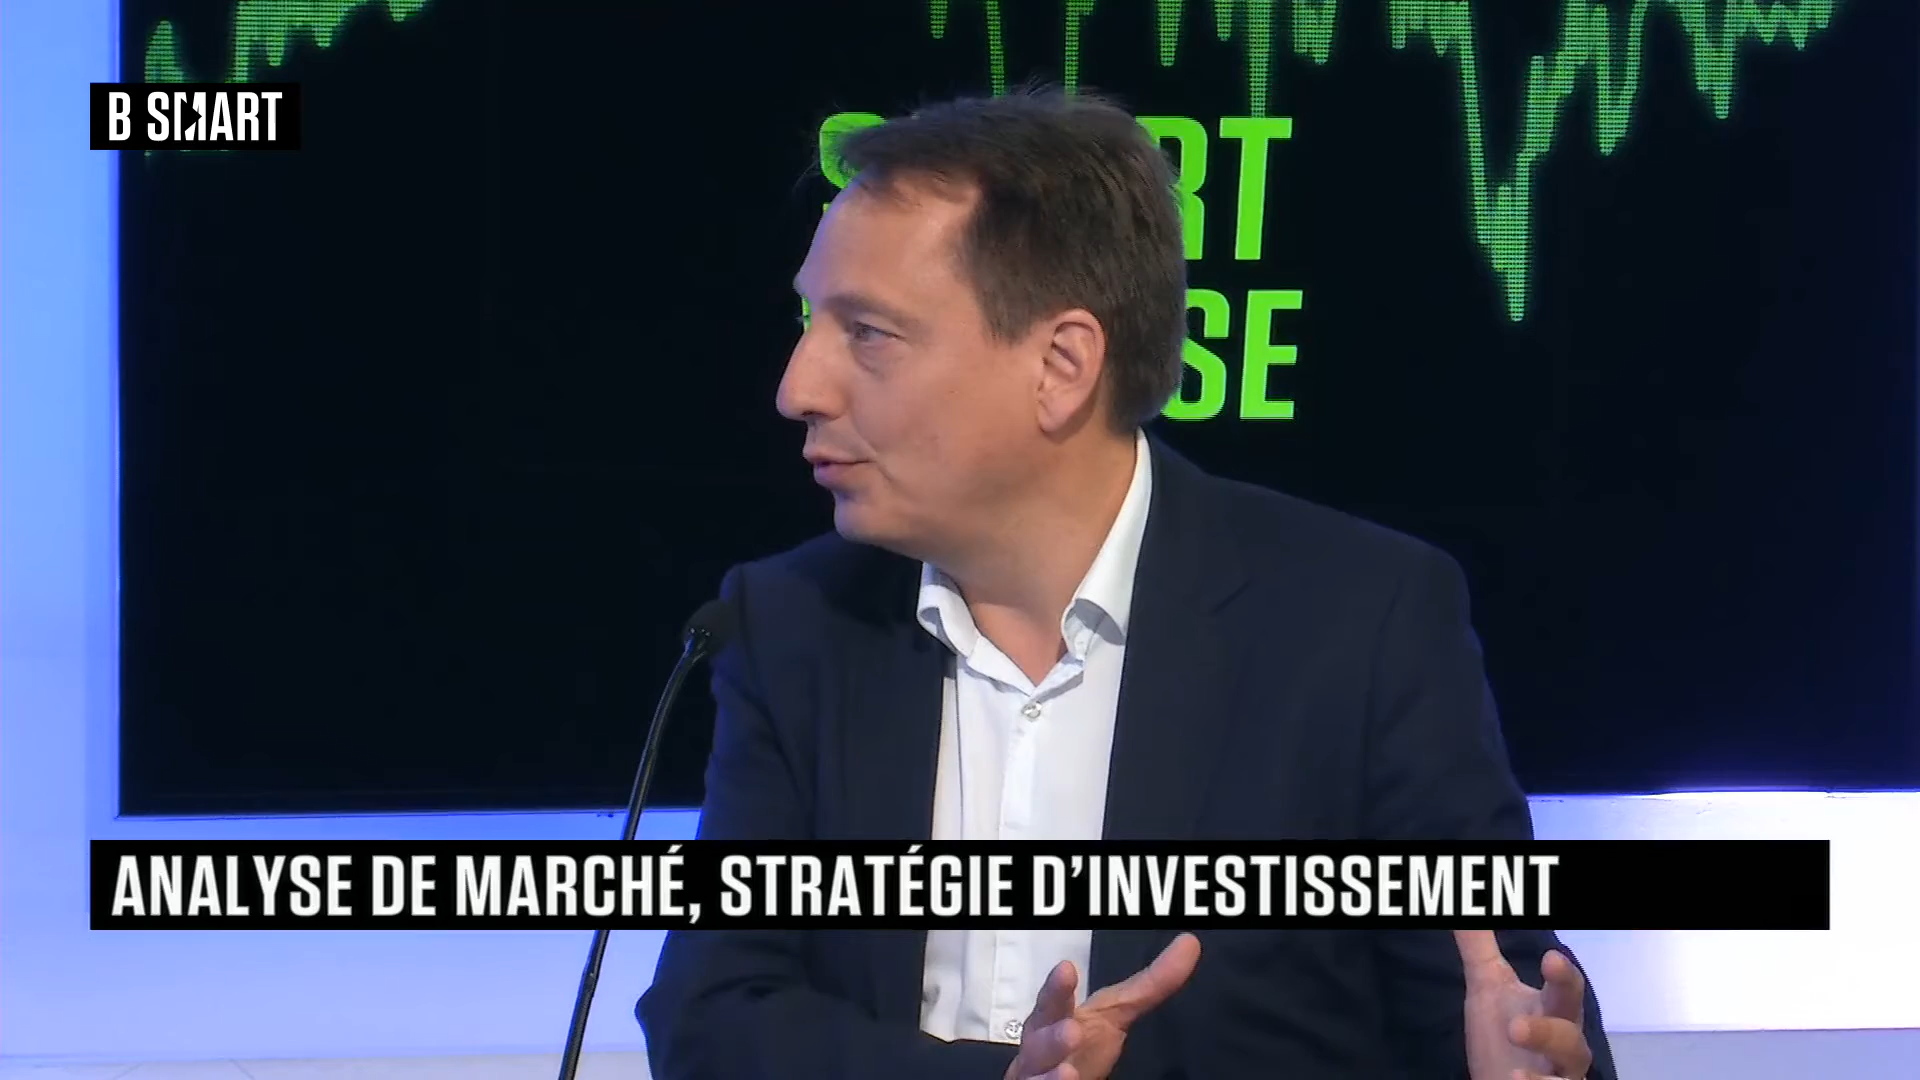 B SMART
ANALYSE DE MARCHÉ, STRATÉGIE D’INVESTISSEMENT